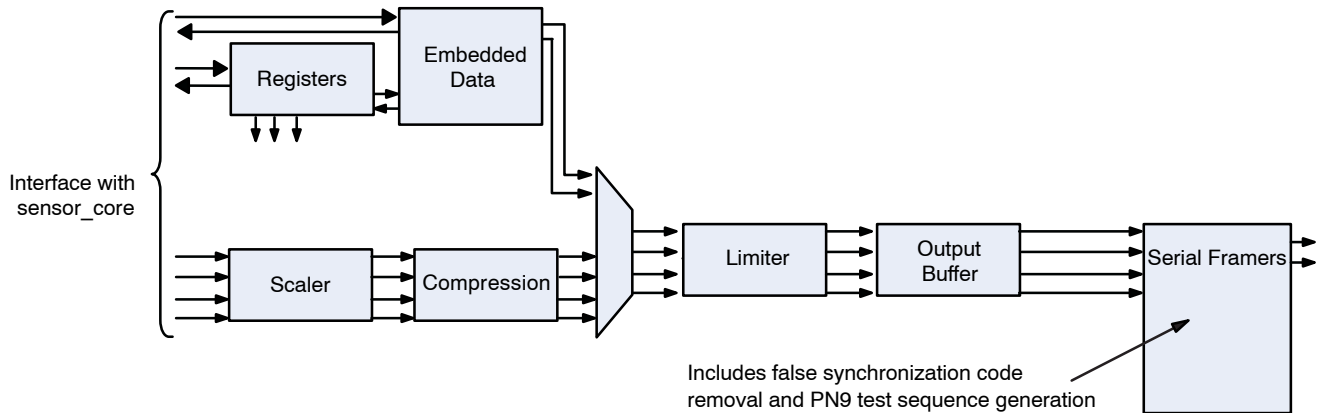 Embedded
Data
Registers
Interface with
sensor_core
Scaler
Compression
Limiter
Output
Buffer
Serial Framers
Includes false synchronization code
removal and PN9 test sequence generation